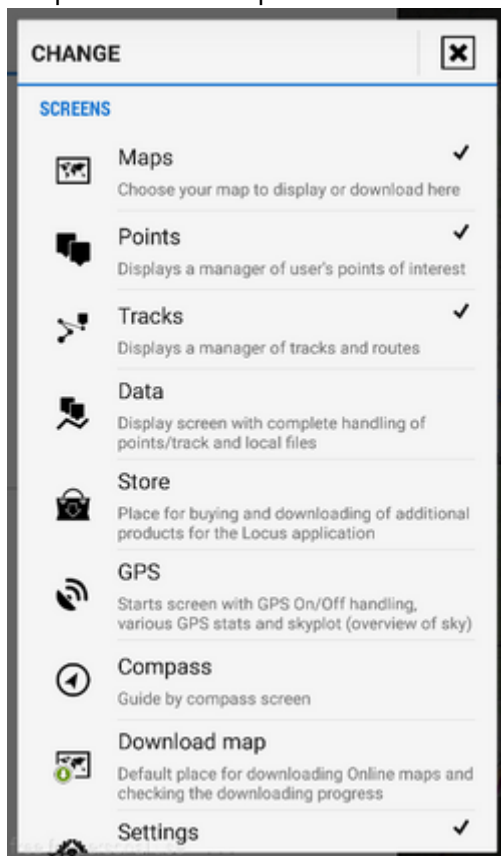 CHANGE
SCREENS
Maps
Choose your map to display or download here
Points
Displays a manager of user's points of interest
Tracks
Displays a manager of tracks and routes
Data
Display screen with complete handling of
points/track and local files
Store
Place for buying and downloading of additional
products for the Locus application
GPS
Starts screen with GPS On/Off handling,
various GPS stats and skyplot (overview of sky)
Compass
Guide by compass screen
Download map
Default place for downloading Online maps and
checking the downloading progress
Settings